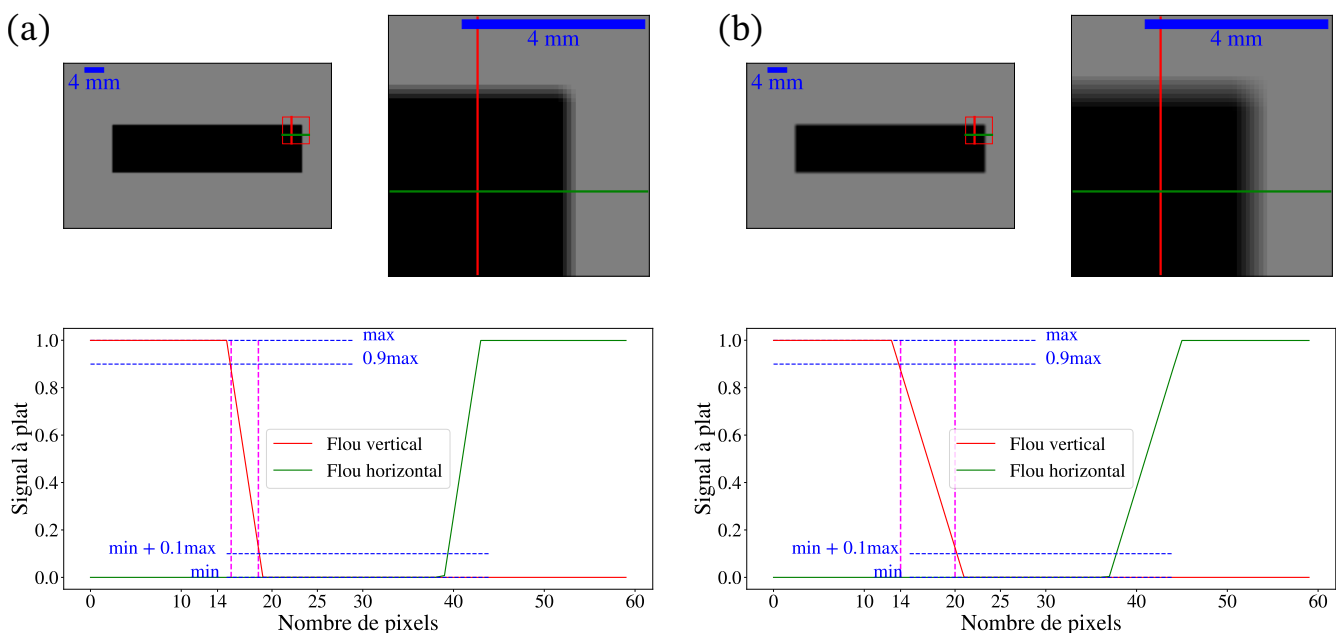 (a)
4 mm
4 mm
max
0.9max
1.0
0.8
0.6
0.4
0.2
0.0
Signal à plat
Flou vertical
Flou horizontal
min + 0.1max
min
0 10 14 20 25 30 40 50 60
Nombre de pixels
(b)
4 mm
4 mm
max
0.9max
1.0
0.8
0.6
0.4
0.2
0.0
Signal à plat
Flou vertical
Flou horizontal
min + 0.1max
min
0 10 14 20 25 30 40 50 60
Nombre de pixels